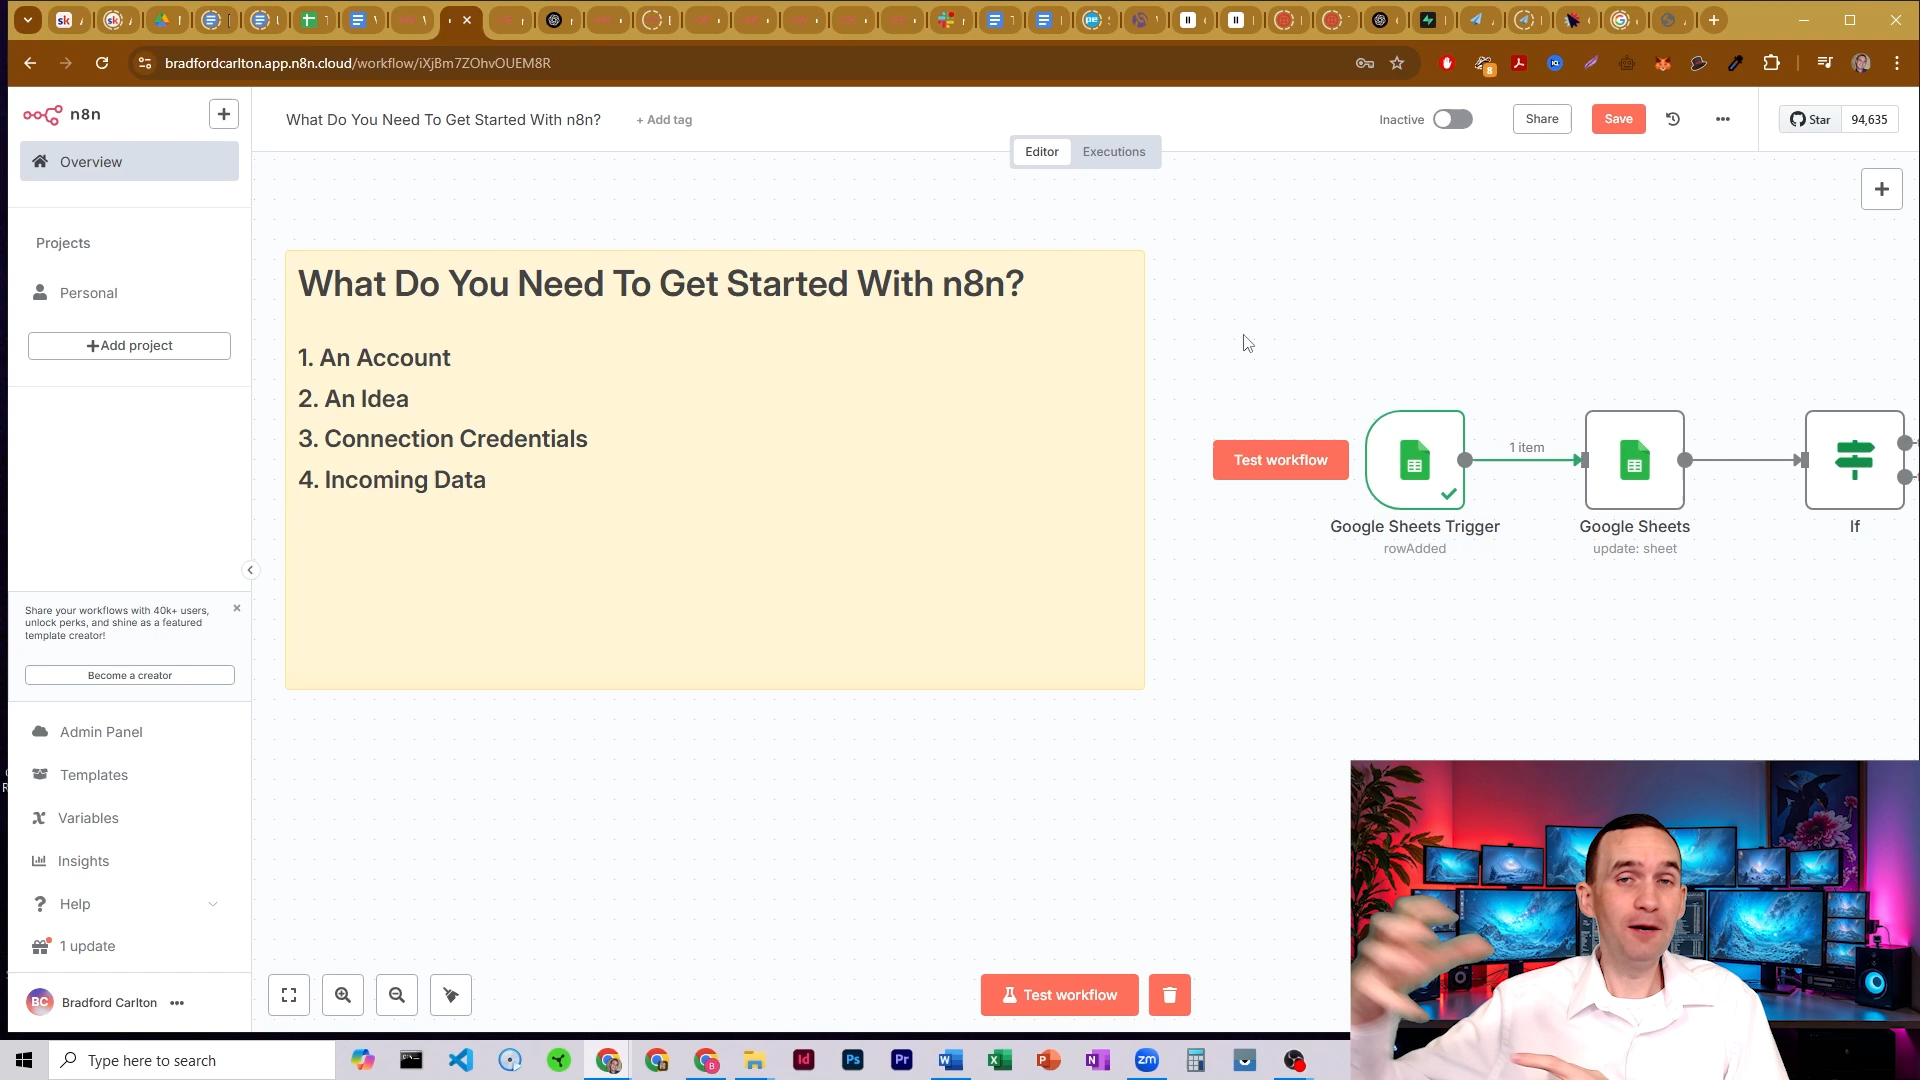 bradfordcarlton.app.n8n.cloud/workflow/iXjBm7ZOhvOUEM8R
8
n8n
What Do You Need To Get Started With n8n?
+ Add tag
Inactive
Share
Save
Star
94,635
Editor
Executions
Overview
Projects
Personal
Add project
What Do You Need To Get Started With n8n?
1. An Account
2. An Idea
3. Connection Credentials
4. Incoming Data
Test workflow
1 item
Google Sheets Trigger
rowAdded
Google Sheets
update: sheet
If
Share your workflows with 40k+ users,
unlock perks, and shine as a featured
template creator!
Become a creator
Admin Panel
Templates
Variables
Insights
Help
1 update
BC
Bradford Carlton
Test workflow
Type here to search